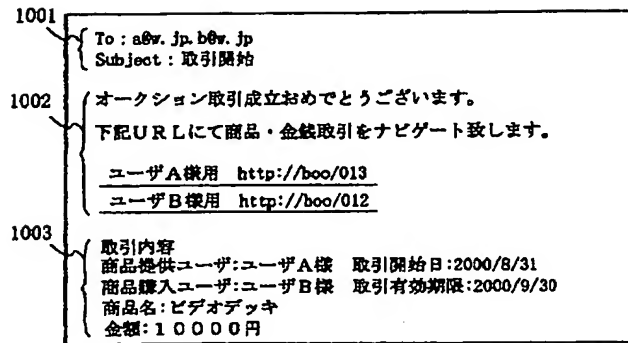 1001
To:a@w.jp.b@w.jp
Subject:取引開始
1002
オークション取引成立おめでとうございます。
下記URLにて商品・金銭取引をナビゲート致します。
ユーザA様用 http://boo/013
ユーザB様用 http://boo/012
1003
取引内容
商品提供ユーザ:ユーザA様 取引開始日:2000/8/31
商品購入ユーザ:ユーザB様 取引有効期限:2000/9/30
商品名:ビデオデッキ
金額:10000円